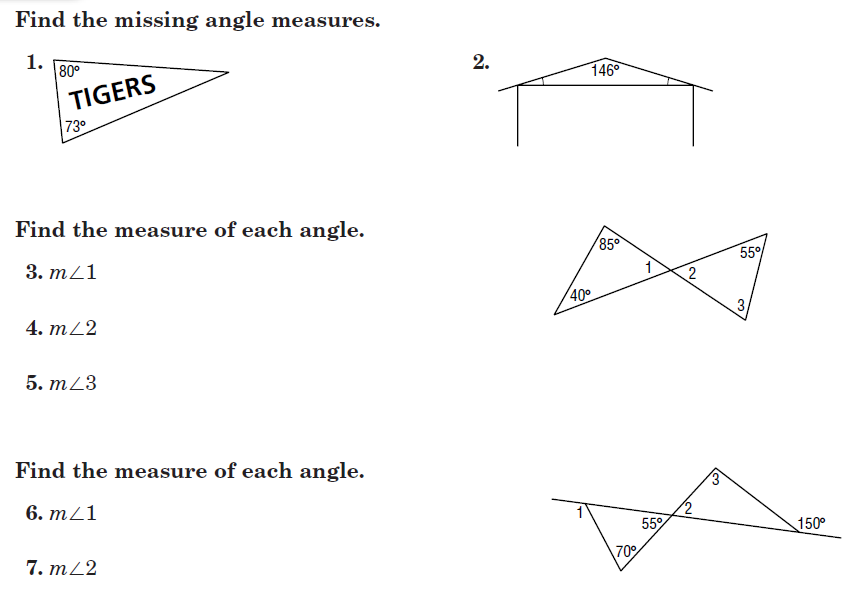 Find the missing angle measures.
1.
80°
TIGERS
73°
2.
146°
Find the measure of each angle.
3. m∠1
4. m∠2
5. m∠3
85°
55°
1
2
40°
3
Find the measure of each angle.
6. m∠1
7. m∠2
3
1
2
55°
150°
70°